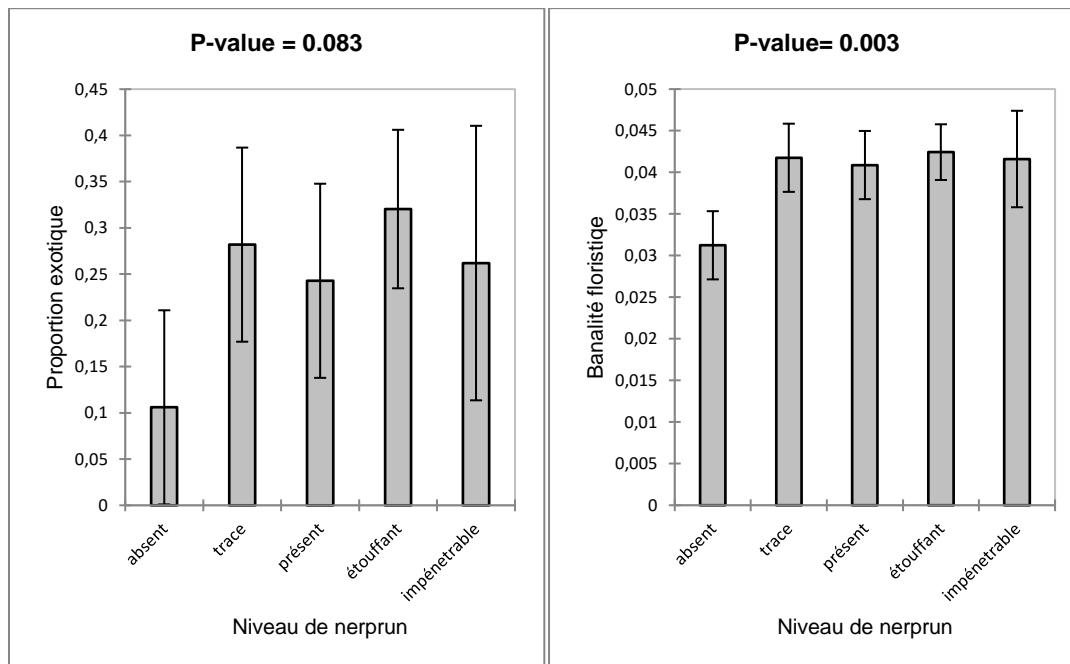 P-value = 0.083
0,45
0,4
0,35
0,3
0,25
0,2
0,15
0,1
0,05
0
Proportion exotique
absent
trace
présent
étouffant
impénetrable
Niveau de nerprun
P-value= 0.003
0,05
0,045
0,04
0,035
0,03
0,025
0,02
0,015
0,01
0,005
0
Banalité floristiqe
absent
trace
présent
étouffant
impénetrable
Niveau de nerprun